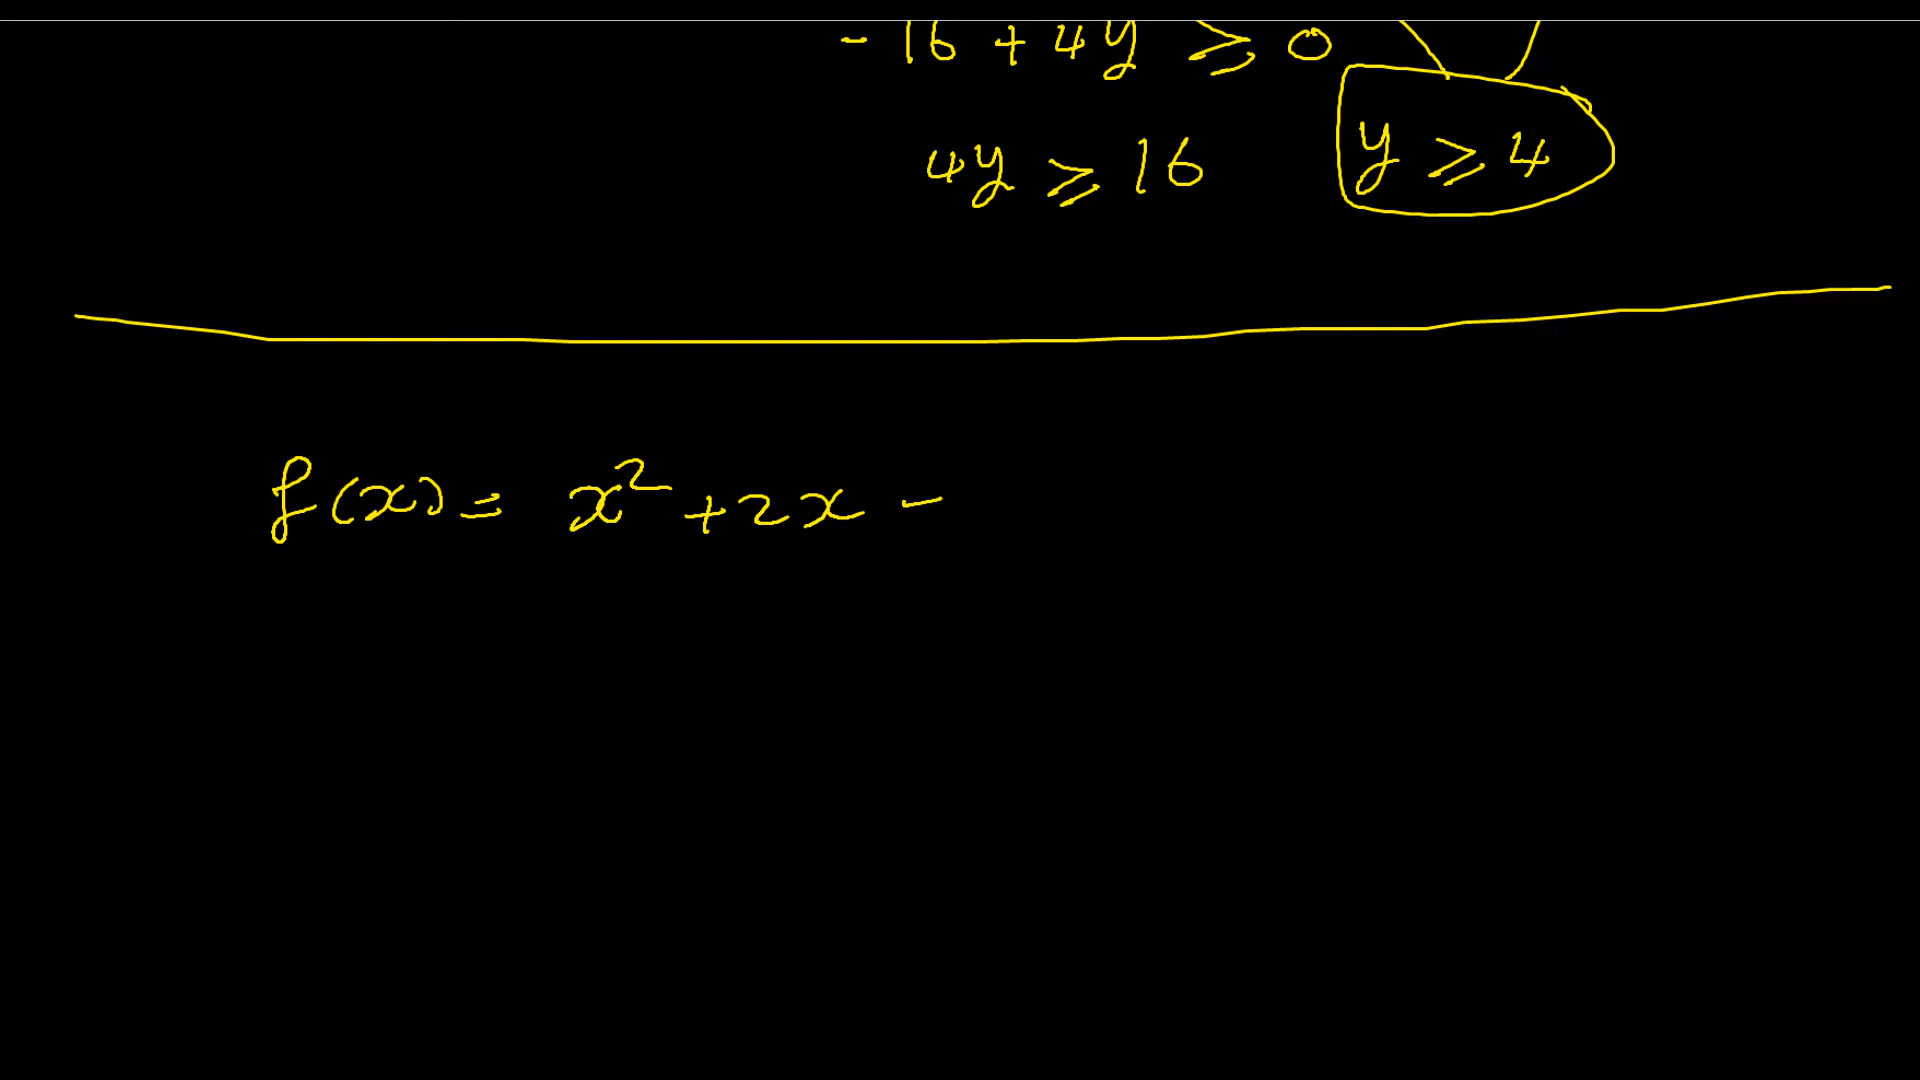 - 16 + 4y ⩾ 0
4y ⩾ 16 y ⩾ 4
f(x) = x² + 2x -